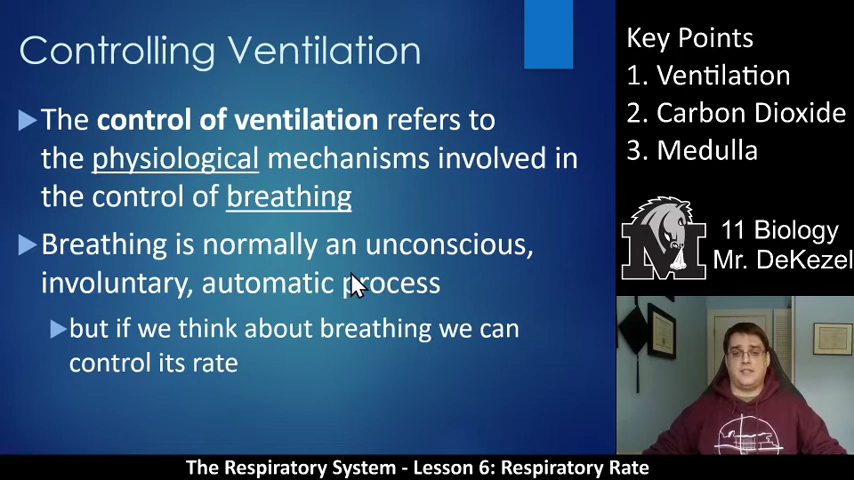 Controlling Ventilation
The control of ventilation refers to
the physiological mechanisms involved in
the control of breathing
Breathing is normally an unconscious,
involuntary, automatic process
but if we think about breathing we can
control its rate
Key Points
1. Ventilation
2. Carbon Dioxide
3. Medulla
M
11 Biology
Mr. DeKezel
The Respiratory System - Lesson 6: Respiratory Rate